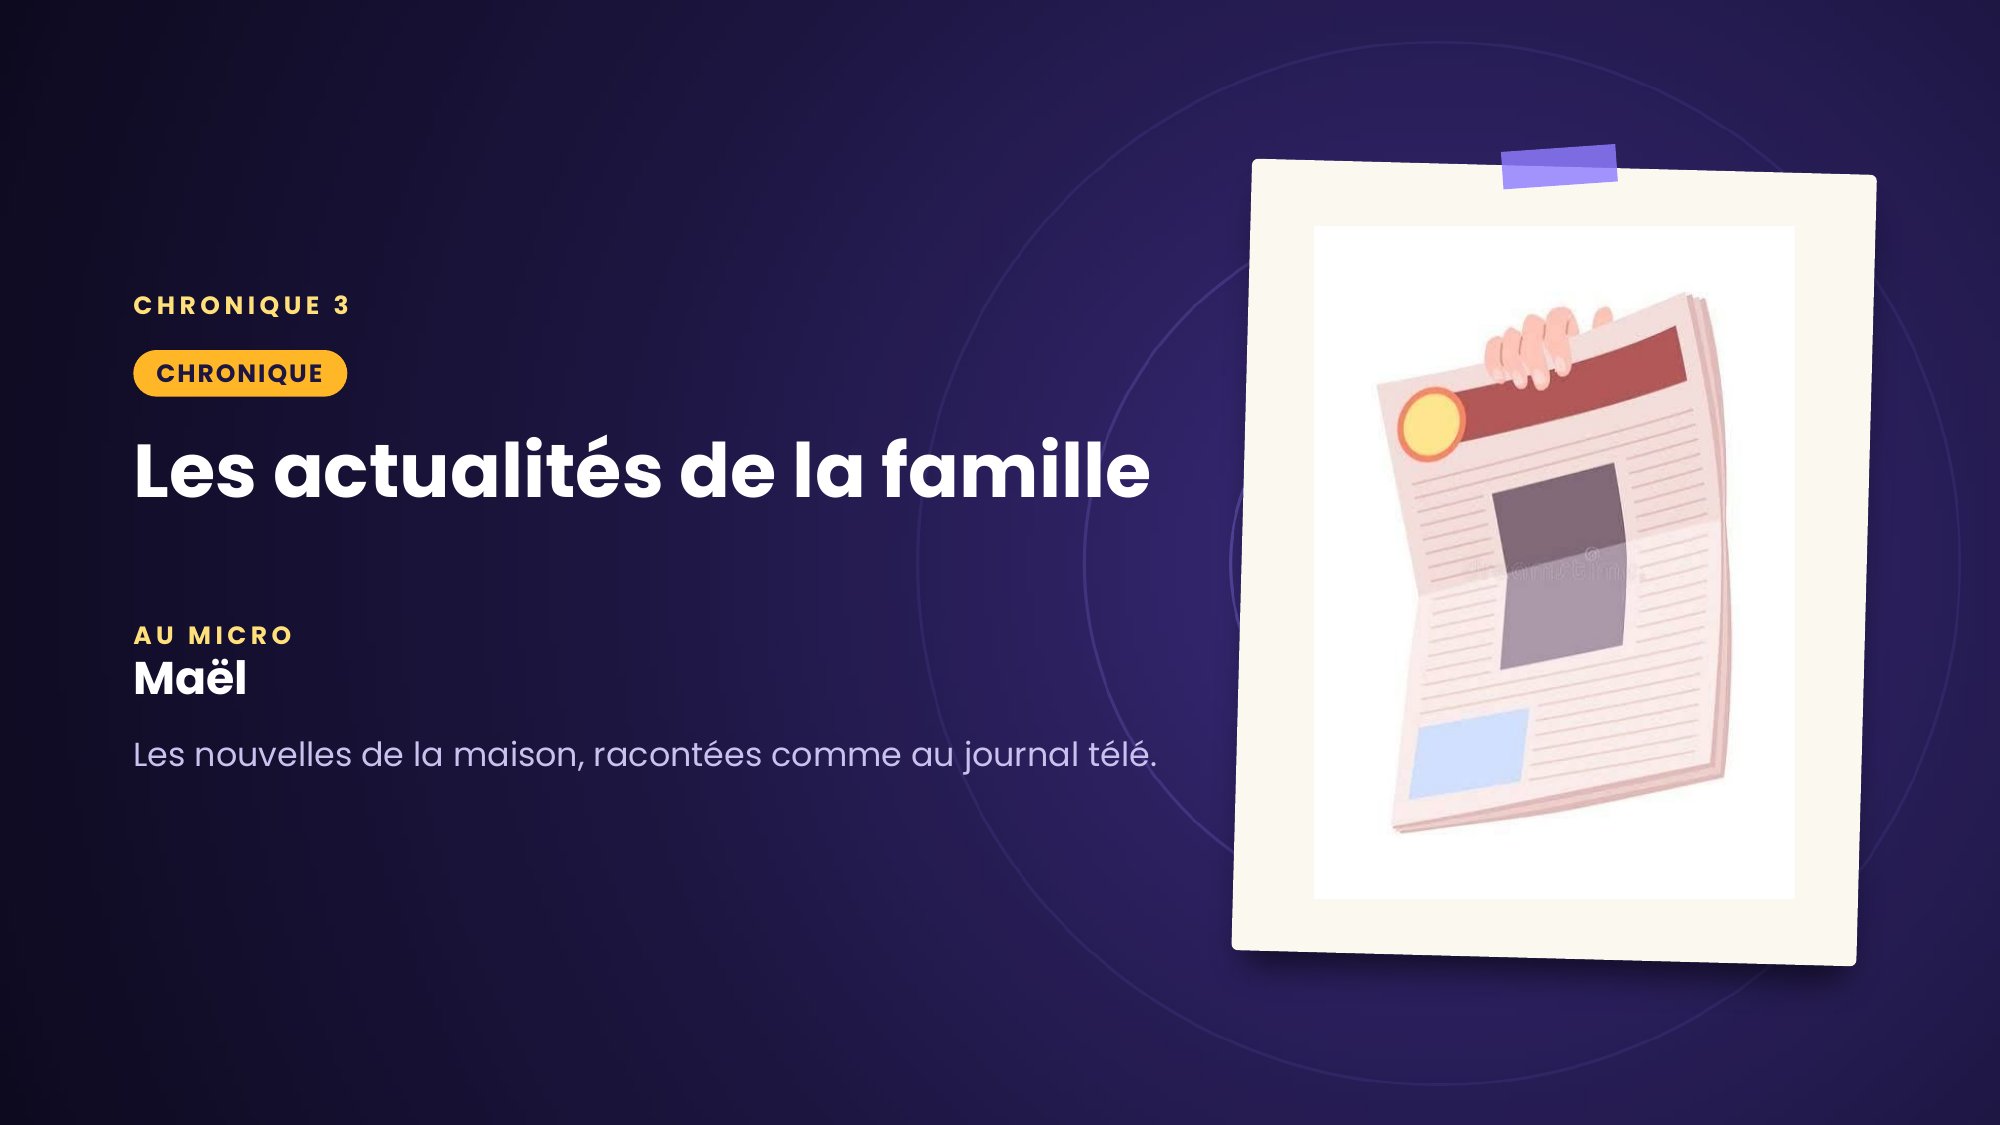 CHRONIQUE 3
CHRONIQUE
Les actualités de la famille
AU MICRO
Maël
Les nouvelles de la maison, racontées comme au journal télé.